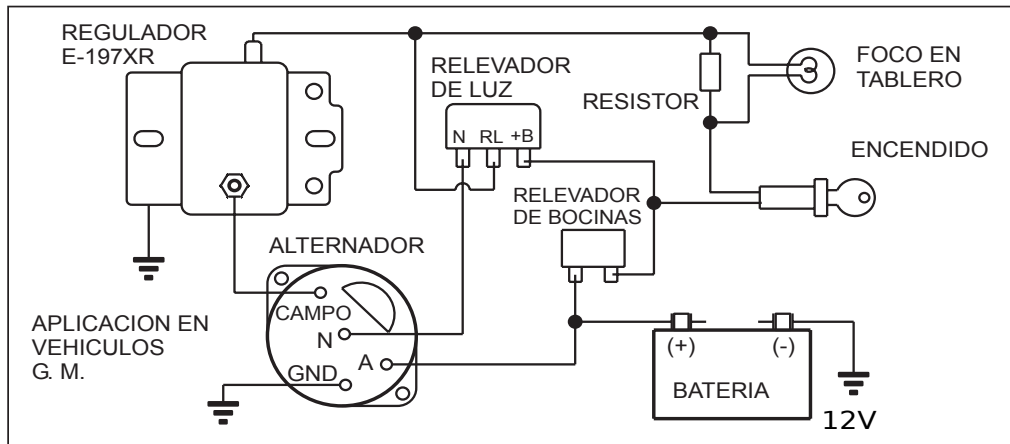 REGULADOR
E-197XR
RELEVADOR
DE LUZ
N RL +B
RESISTOR
FOCO EN
TABLERO
ENCENDIDO
RELEVADOR
DE BOCINAS
ALTERNADOR
CAMPO
N
A
GND
APLICACION EN
VEHICULOS
G. M.
(+) (-)
BATERIA
12V